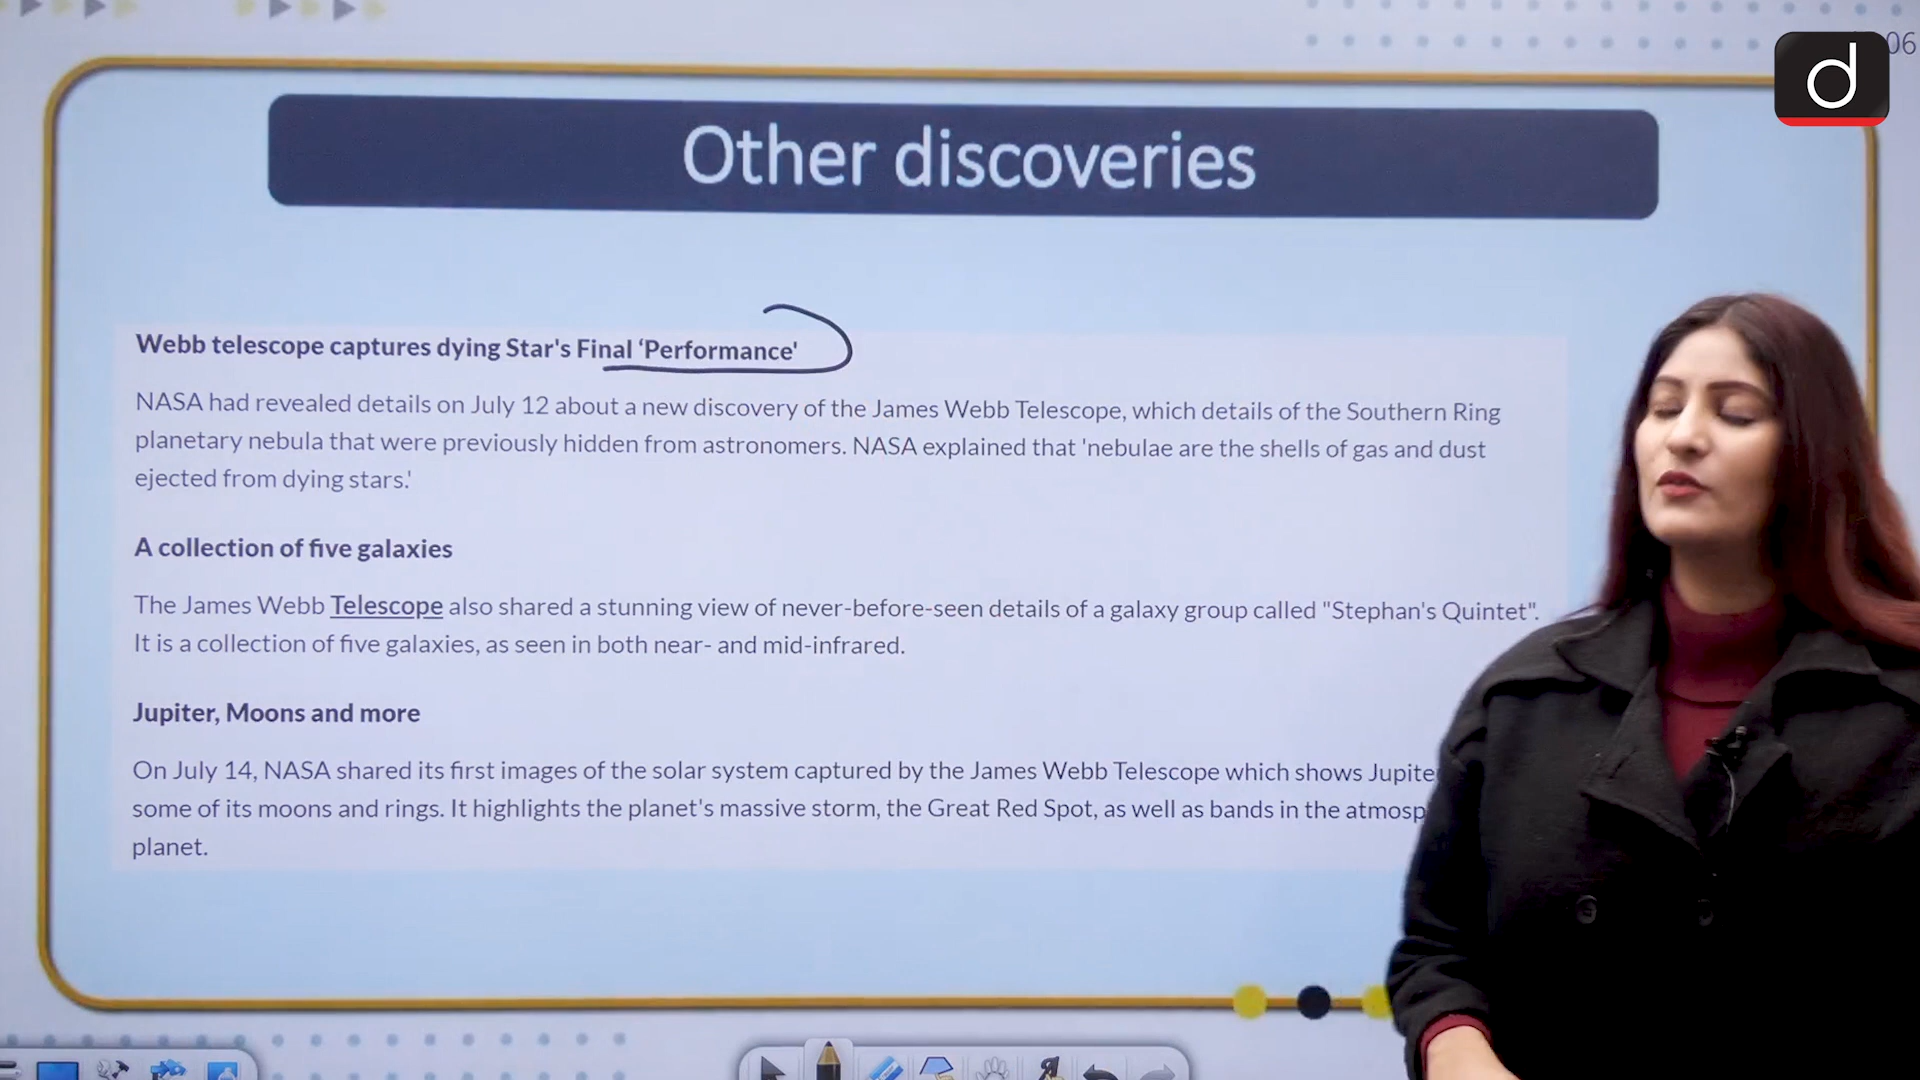 06
d
Other discoveries
Webb telescope captures dying Star's Final ‘Performance'
NASA had revealed details on July 12 about a new discovery of the James Webb Telescope, which details of the Southern Ring
planetary nebula that were previously hidden from astronomers. NASA explained that 'nebulae are the shells of gas and dust
ejected from dying stars.'
A collection of five galaxies
The James Webb Telescope also shared a stunning view of never-before-seen details of a galaxy group called "Stephan's Quintet".
It is a collection of five galaxies, as seen in both near- and mid-infrared.
Jupiter, Moons and more
On July 14, NASA shared its first images of the solar system captured by the James Webb Telescope which shows Jupite
some of its moons and rings. It highlights the planet's massive storm, the Great Red Spot, as well as bands in the atmosp
planet.